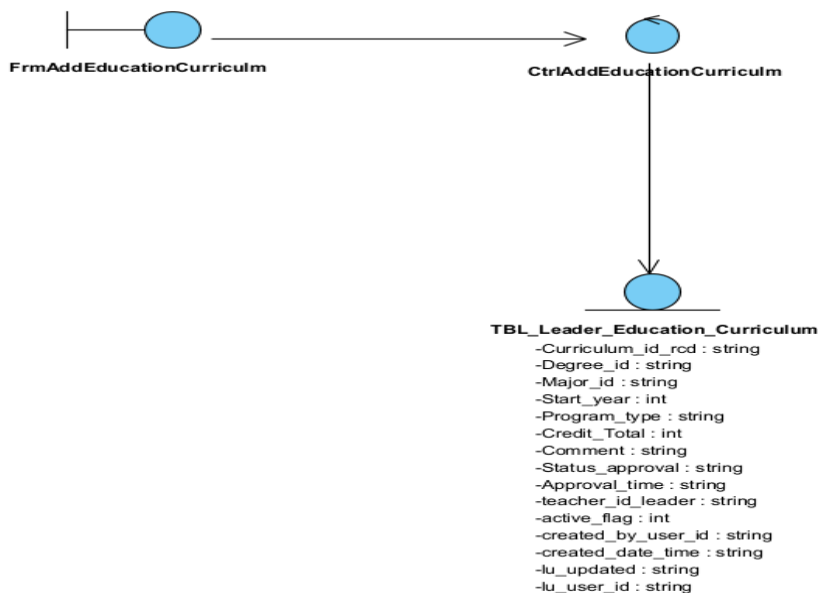 FrmAddEducationCurriculm
CtrlAddEducationCurriculm
TBL_Leader_Education_Curriculum
-Curriculum_id_rcd : string
-Degree_id : string
-Major_id : string
-Start_year : int
-Program_type : string
-Credit_Total : int
-Comment : string
-Status_approval : string
-Approval_time : string
-teacher_id_leader : string
-active_flag : int
-created_by_user_id : string
-created_date_time : string
-lu_updated : string
-lu_user_id : string